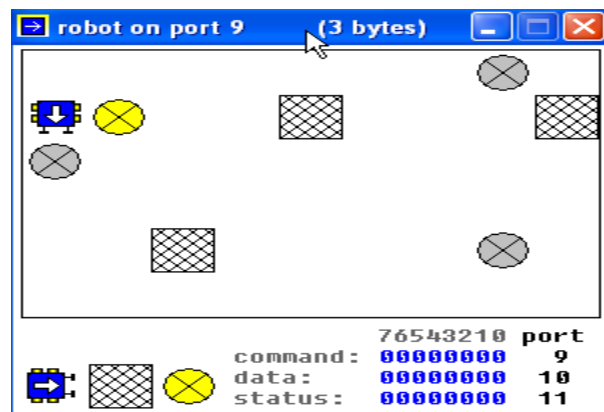 robot on port 9 (3 bytes)
76543210 port
command: 00000000 9
data: 00000000 10
status: 00000000 11